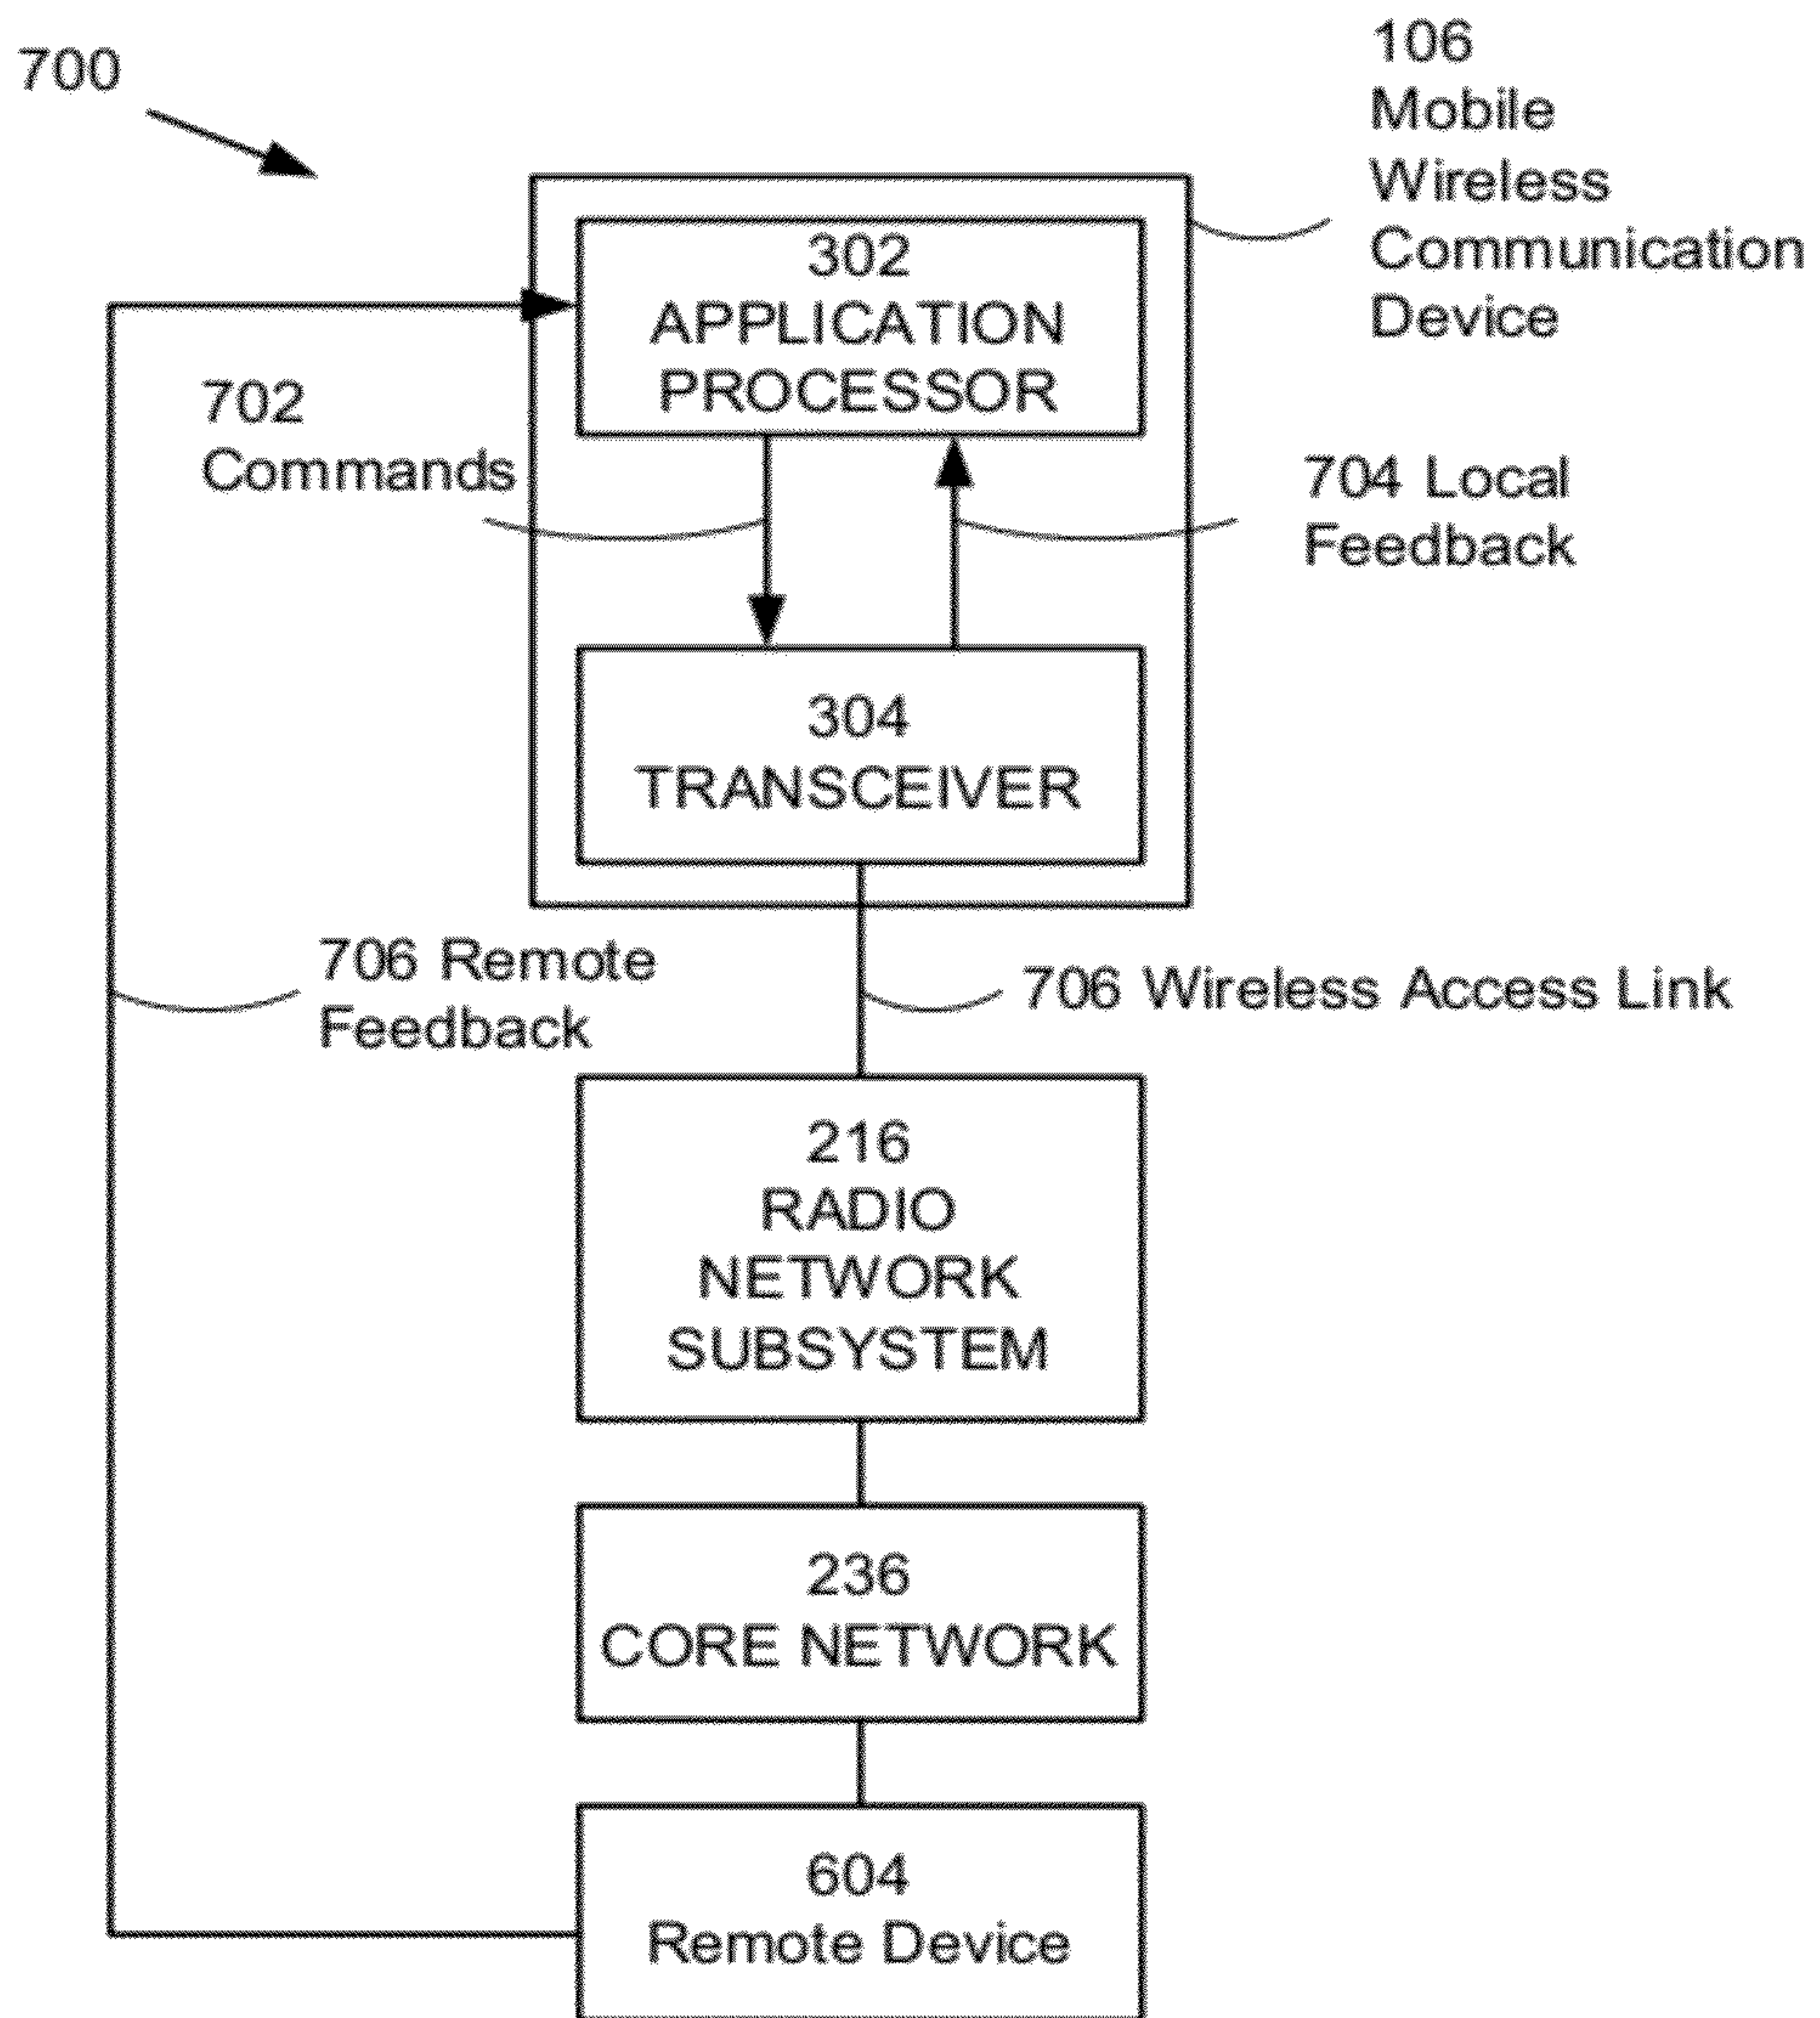 700
106
Mobile
Wireless
Communication
Device
302
APPLICATION
PROCESSOR
702
Commands
704 Local
Feedback
304
TRANSCEIVER
706 Remote
Feedback
706 Wireless Access Link
216
RADIO
NETWORK
SUBSYSTEM
236
CORE NETWORK
604
Remote Device